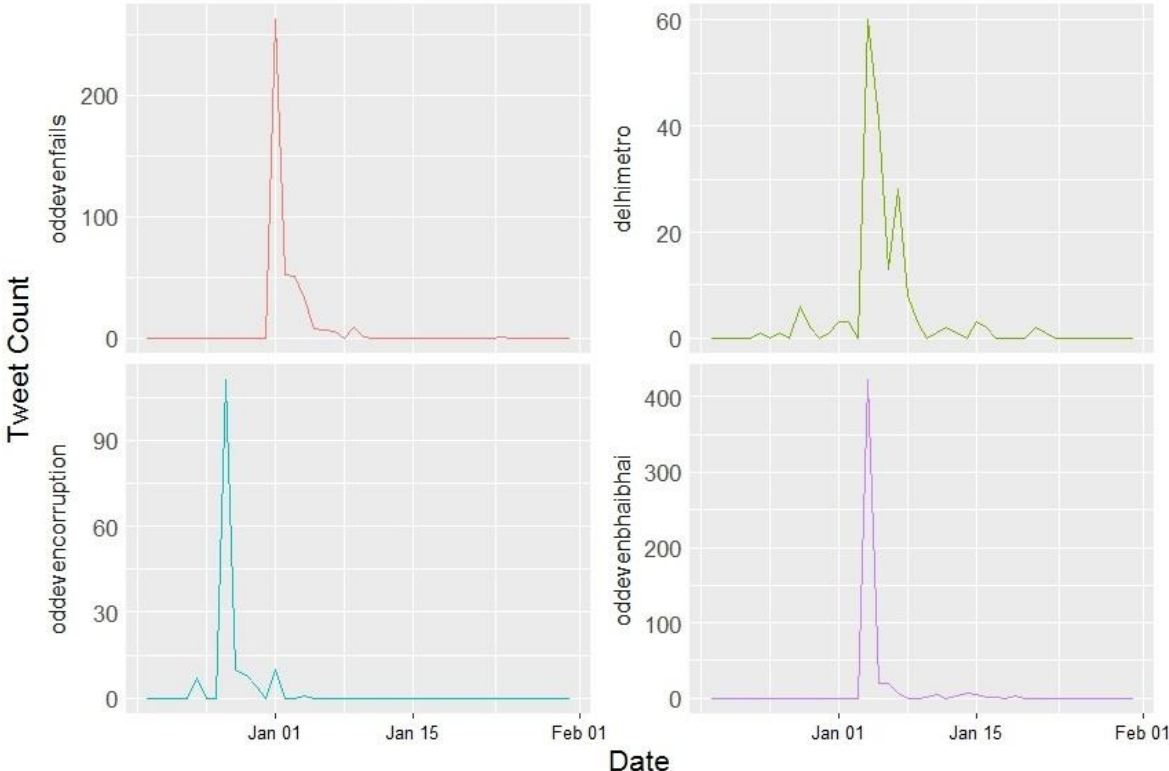 Tweet Count
oddevenfails
200
100
0
delhimetro
60
40
20
0
oddevencorruption
90
60
30
0
oddevenbhaibhai
400
300
200
100
0
Jan 01 Jan 15 Feb 01
Jan 01 Jan 15 Feb 01
Date